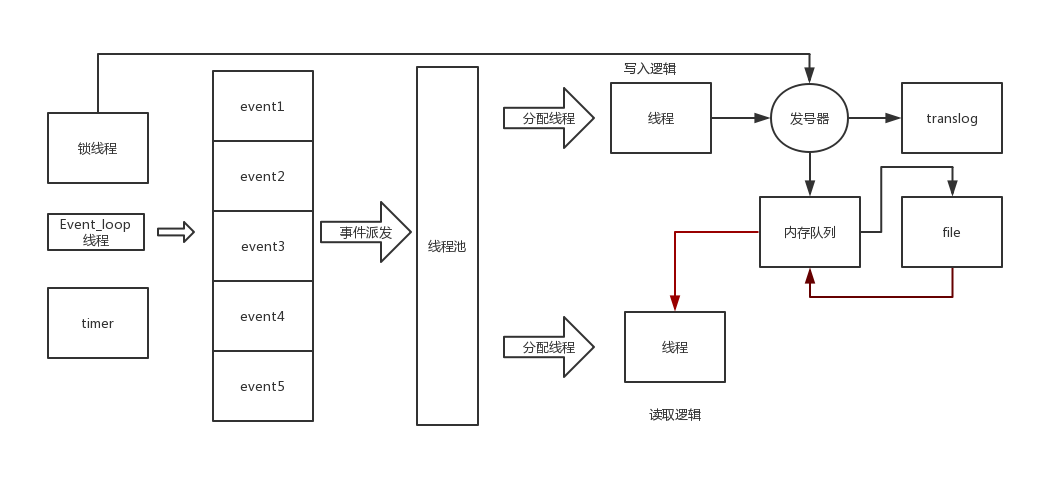 写入逻辑
锁线程
Event_loop
线程
timer
event1
event2
event3
event4
event5
事件派发
线程池
分配线程
线程
发号器
translog
内存队列
file
分配线程
线程
读取逻辑